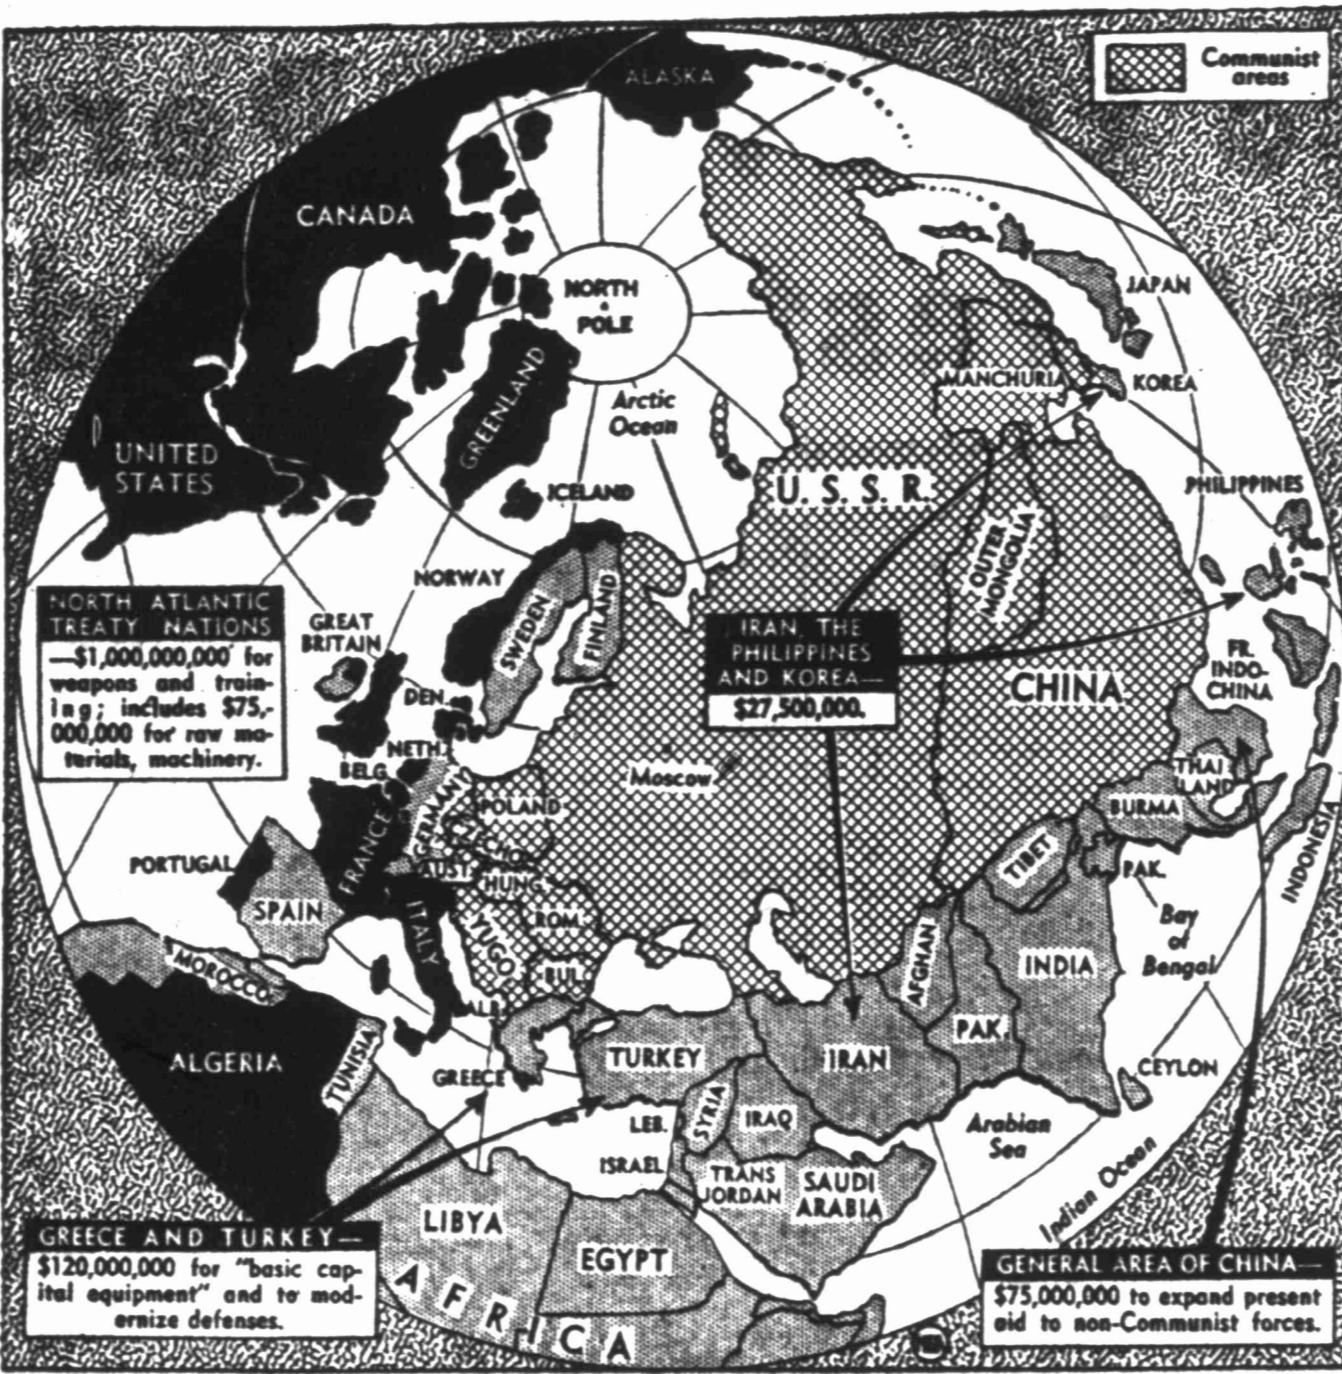 Communist
areas
ALASKA
CANADA
NORTH
POLE
JAPAN
GREENLAND
MANCHURIA
KOREA
Arctic
Ocean
UNITED
STATES
U. S. S. R.
PHILIPPINES
ICELAND
OUTER
MONGOLIA
NORWAY
SWEDEN
FINLAND
NORTH ATLANTIC
TREATY NATIONS
—$1,000,000,000 for
weapons and train-
ing; includes $75,-
000,000 for raw ma-
terials, machinery.
GREAT
BRITAIN
IRAN, THE
PHILIPPINES
AND KOREA—
$27,500,000.
FR.
INDO-
CHINA
CHINA
DEN.
NETH.
BELG.
Moscow
THAI
LAND
BURMA
GERMANY
POLAND
FRANCE
AUST.
HUNG.
PORTUGAL
SPAIN
ITALY
YUGO
ROM.
BUL.
ALB.
TIBET
PAK.
INDONESI
Bay
of
Bengal
AFGHAN
INDIA
MOROCCO
PAK.
ALGERIA
TUNISIA
GREECE
TURKEY
IRAN
CEYLON
LEB.
SYRIA
IRAQ
Arabian
Sea
ISRAEL
TRANS
JORDAN
SAUDI
ARABIA
Indian Ocean
LIBYA
EGYPT
AFRICA
GREECE AND TURKEY—
$120,000,000 for "basic cap-
ital equipment" and to mod-
ernize defenses.
GENERAL AREA OF CHINA—
$75,000,000 to expand present
aid to non-Communist forces.